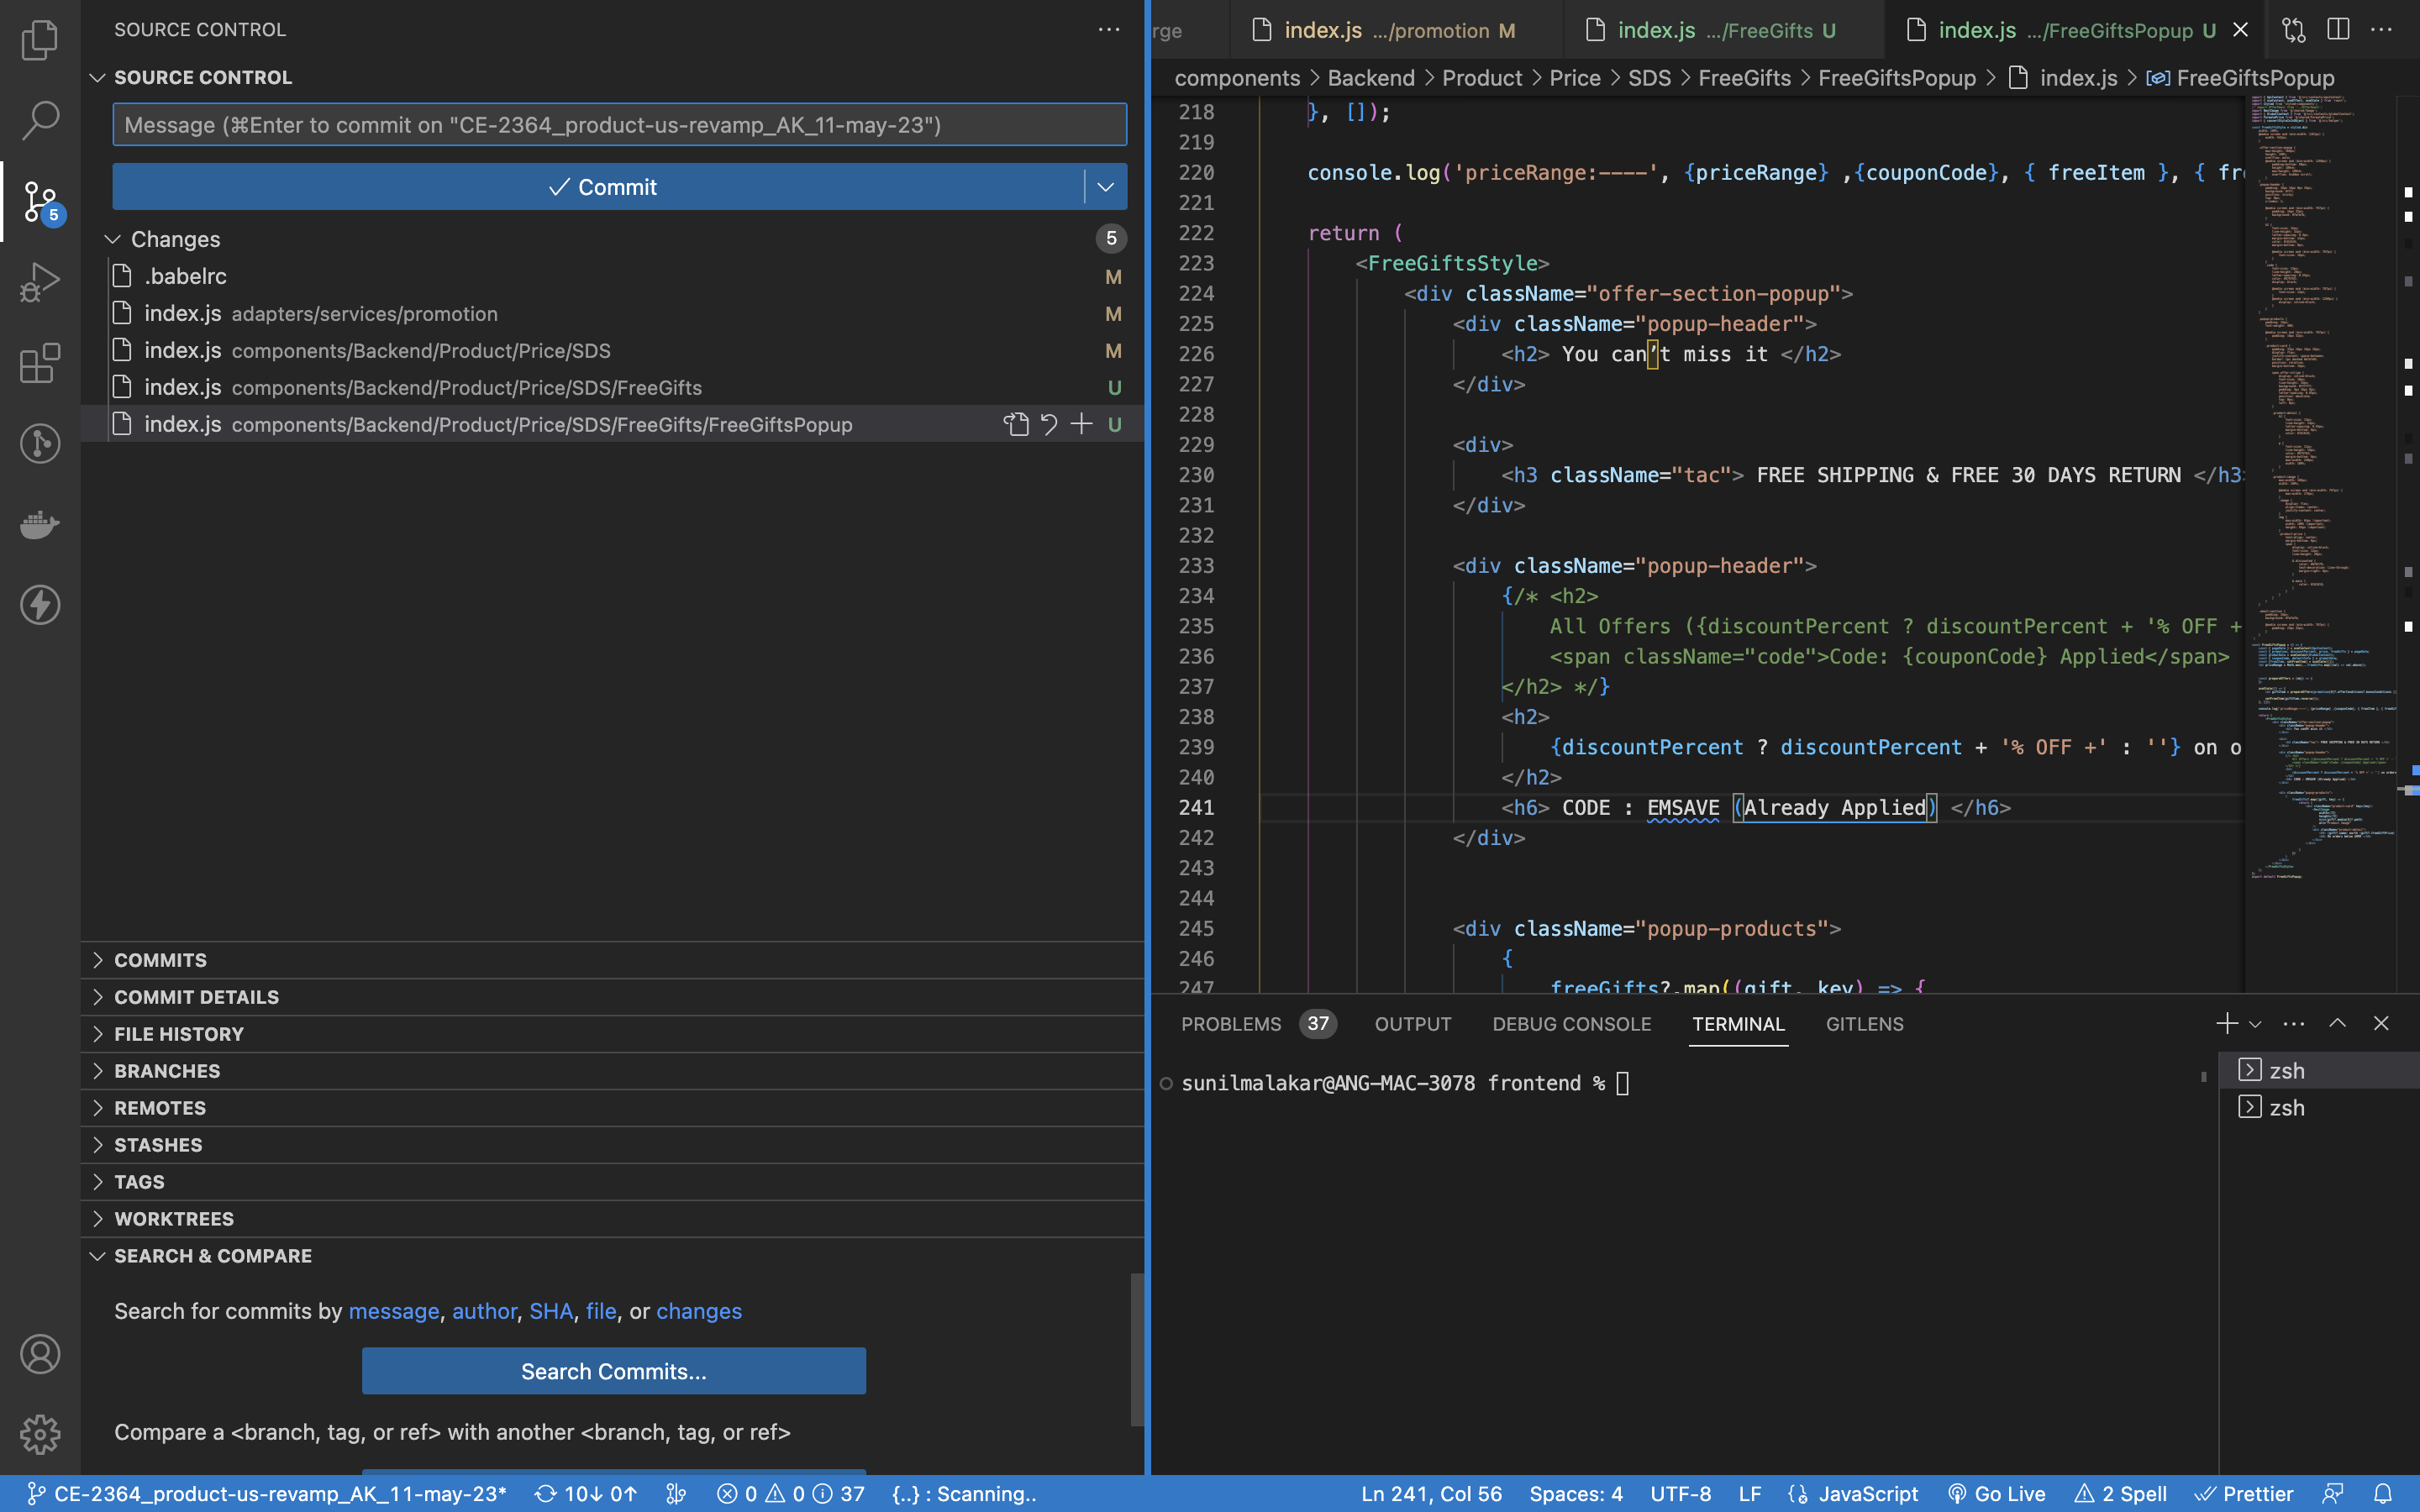 SOURCE CONTROL
SOURCE CONTROL
Message (⌘Enter to commit on "CE-2364_product-us-revamp_AK_11-may-23")
Commit
5
Changes 5
.babelrc M
index.js adapters/services/promotion M
index.js components/Backend/Product/Price/SDS M
index.js components/Backend/Product/Price/SDS/FreeGifts U
index.js components/Backend/Product/Price/SDS/FreeGifts/FreeGiftsPopup U
COMMITS
COMMIT DETAILS
FILE HISTORY
BRANCHES
REMOTES
STASHES
TAGS
WORKTREES
SEARCH & COMPARE
Search for commits by message, author, SHA, file, or changes
Search Commits...
Compare a <branch, tag, or ref> with another <branch, tag, or ref>
rge index.js .../promotion M index.js .../FreeGifts U index.js .../FreeGiftsPopup U
components > Backend > Product > Price > SDS > FreeGifts > FreeGiftsPopup > index.js > FreeGiftsPopup
218 }, []);
219
220 console.log('priceRange:----', {priceRange} ,{couponCode}, { freeItem }, { fr
221
222 return (
223 <FreeGiftsStyle>
224 <div className="offer-section-popup">
225 <div className="popup-header">
226 <h2> You can’t miss it </h2>
227 </div>
228
229 <div>
230 <h3 className="tac"> FREE SHIPPING & FREE 30 DAYS RETURN </h3
231 </div>
232
233 <div className="popup-header">
234 {/* <h2>
235 All Offers ({discountPercent ? discountPercent + '% OFF +
236 <span className="code">Code: {couponCode} Applied</span>
237 </h2> */}
238 <h2>
239 {discountPercent ? discountPercent + '% OFF +' : ''} on o
240 </h2>
241 <h6> CODE : EMSAVE (Already Applied) </h6>
242 </div>
243
244
245 <div className="popup-products">
246 {
247 freeGifts?.map((gift, key) => {
PROBLEMS 37 OUTPUT DEBUG CONSOLE TERMINAL GITLENS
sunilmalakar@ANG-MAC-3078 frontend %
zsh
zsh
CE-2364_product-us-revamp_AK_11-may-23* 10↓ 0↑ 0 0 37 {..} : Scanning.. Ln 241, Col 56 Spaces: 4 UTF-8 LF JavaScript Go Live 2 Spell Prettier